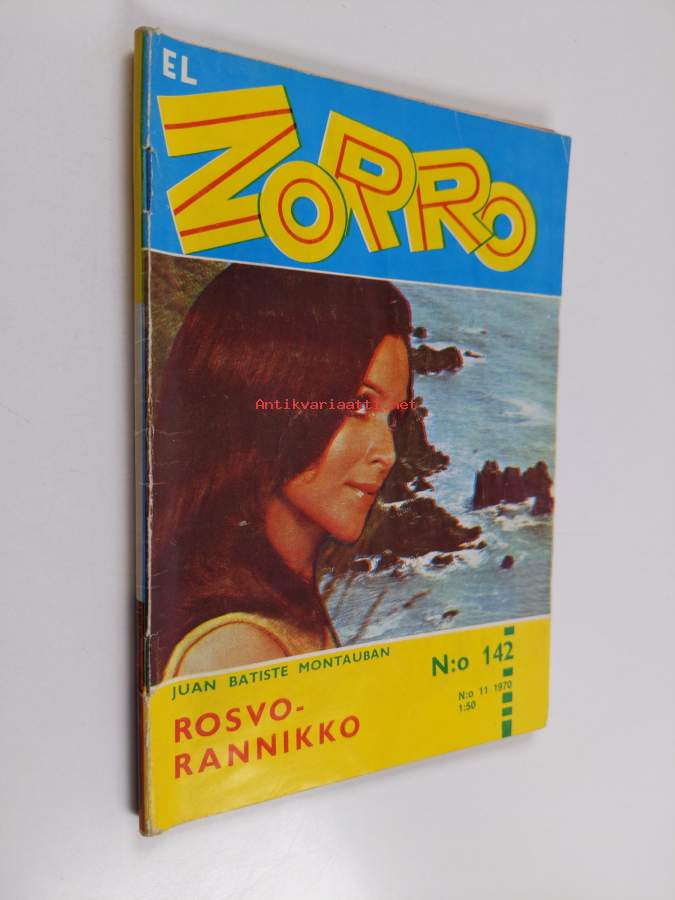 EL
ZORRO
Antikvariaatti.net
JUAN BATISTE MONTAUBAN
N:o 142
N:o 11 1970
1:50
ROSVO-
RANNIKKO